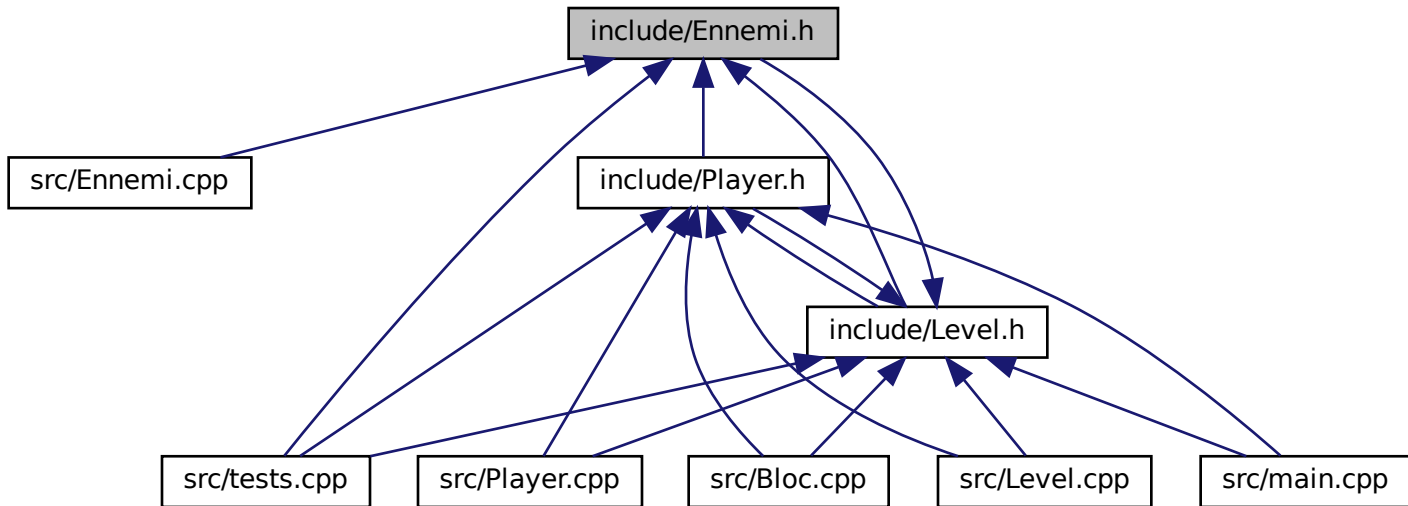 include/Ennemi.h
src/Ennemi.cpp
include/Player.h
include/Level.h
src/tests.cpp
src/Player.cpp
src/Bloc.cpp
src/Level.cpp
src/main.cpp